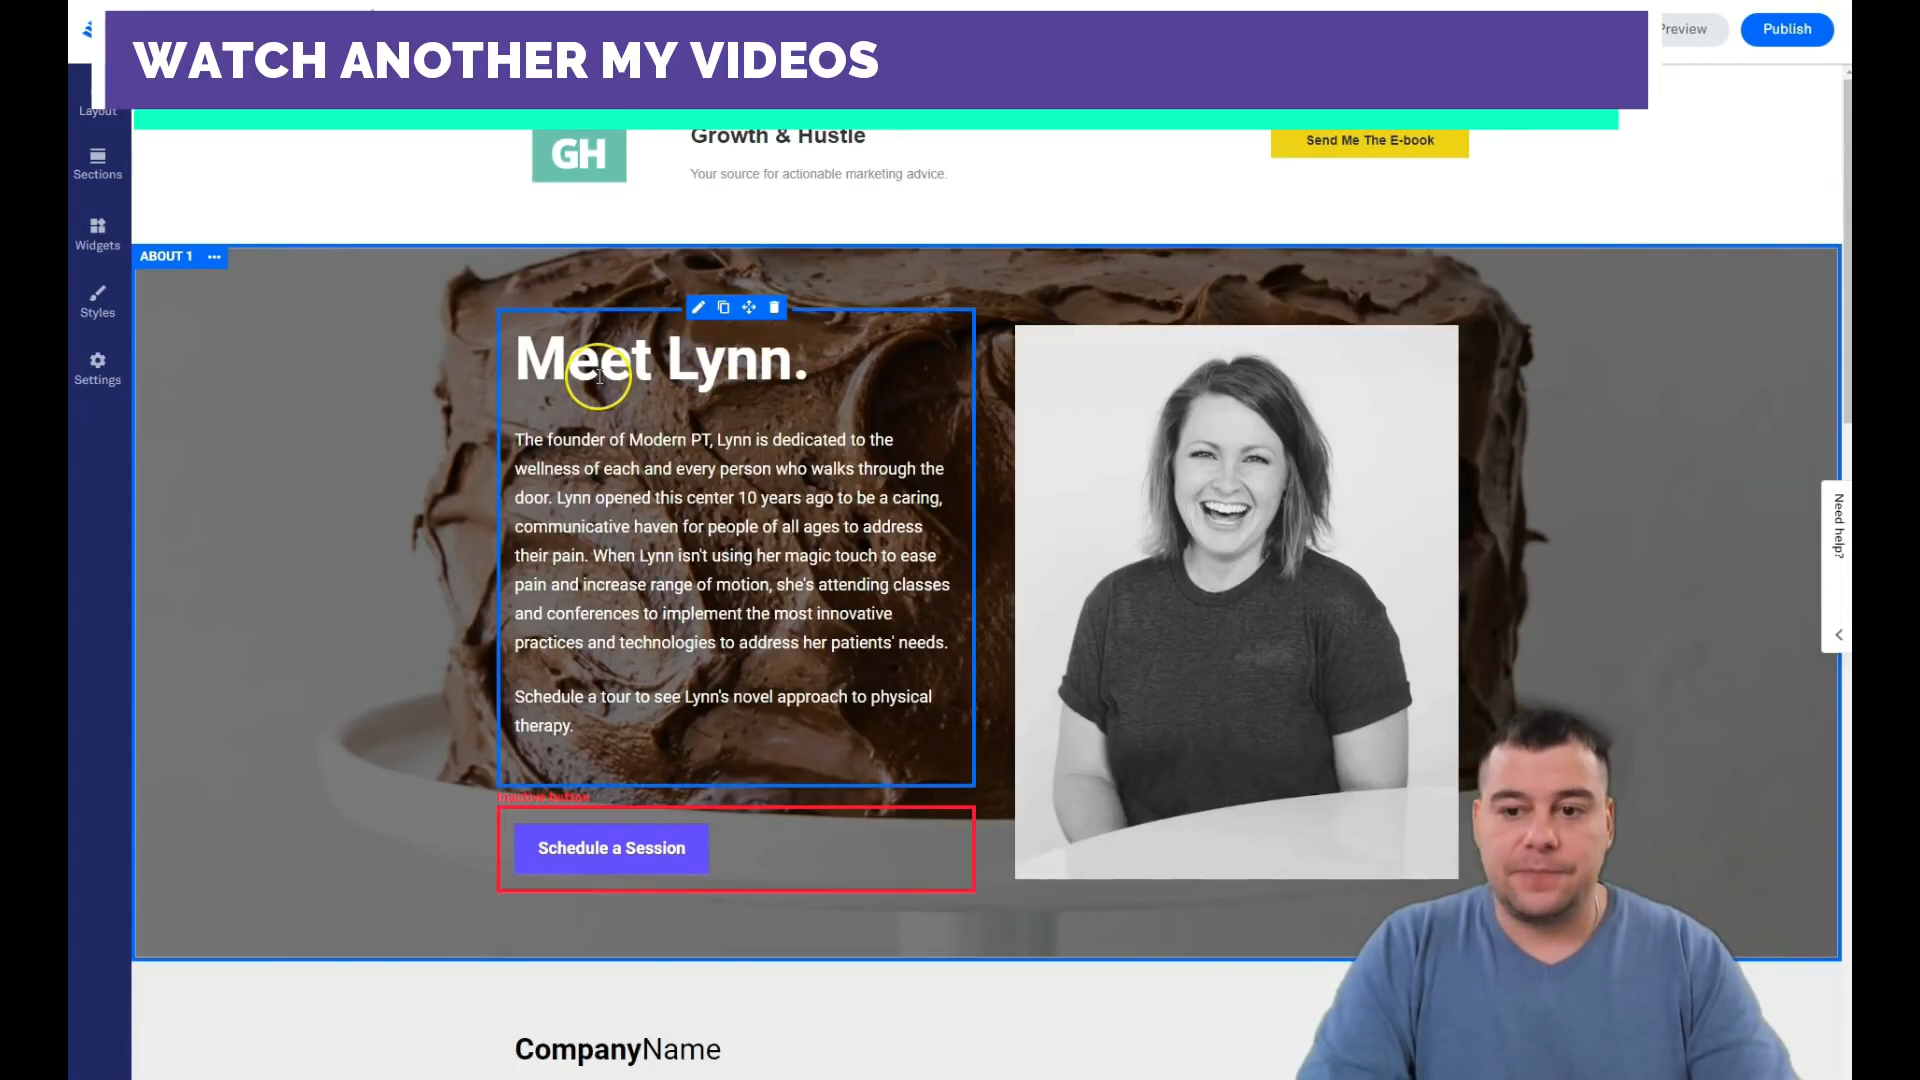 WATCH ANOTHER MY VIDEOS
Preview
Publish
Layout
Sections
Widgets
Styles
Settings
GH
Growth & Hustle
Your source for actionable marketing advice.
Send Me The E-book
ABOUT 1
Meet Lynn.
The founder of Modern PT, Lynn is dedicated to the
wellness of each and every person who walks through the
door. Lynn opened this center 10 years ago to be a caring,
communicative haven for people of all ages to address
their pain. When Lynn isn't using her magic touch to ease
pain and increase range of motion, she's attending classes
and conferences to implement the most innovative
practices and technologies to address her patients' needs.
Schedule a tour to see Lynn's novel approach to physical
therapy.
Inactive button
Schedule a Session
Need help?
CompanyName